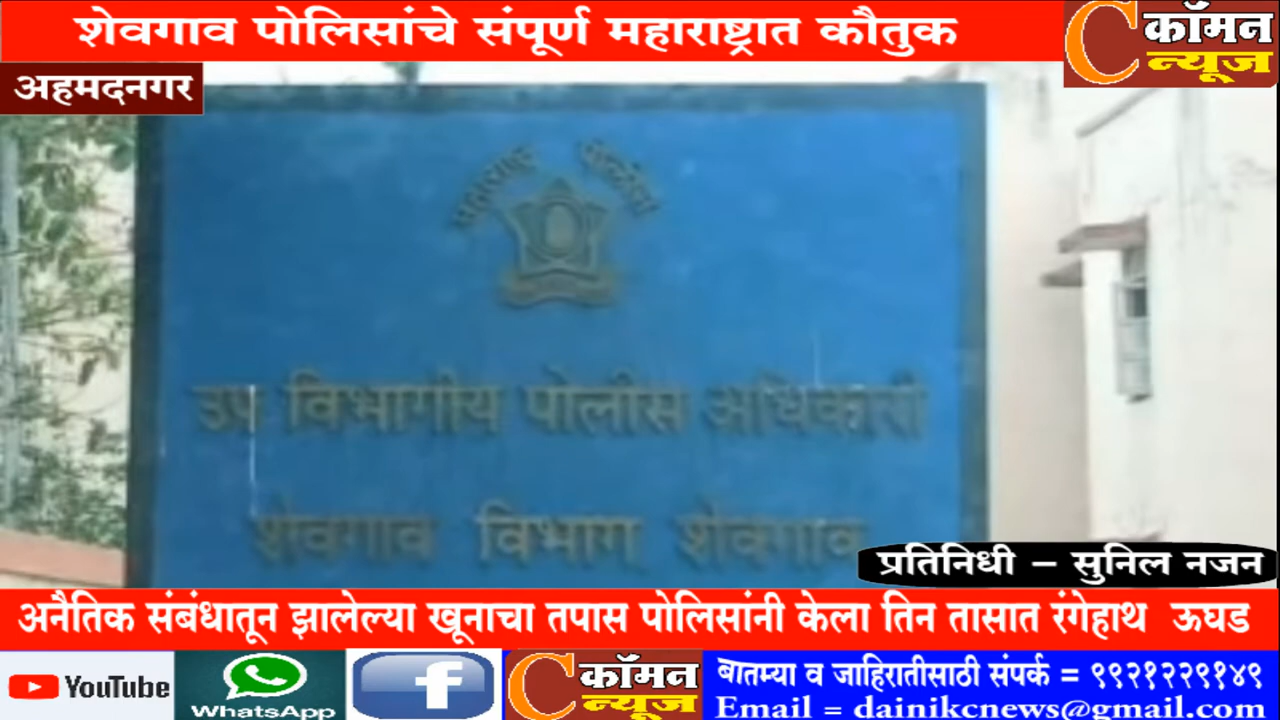 शेवगाव पोलिसांचे संपूर्ण महाराष्ट्रात कौतुक
C कॉमन
न्यूज
अहमदनगर
महाराष्ट्र पोलीस
उप विभागीय पोलीस अधिकारी
शेवगाव विभाग शेवगाव
प्रतिनिधी – सुनिल नजन
अनैतिक संबंधातून झालेल्या खूनाचा तपास पोलिसांनी केला तिन तासात रंगेहाथ ऊघड
YouTube
WhatsApp
f
C कॉमन
न्यूज
बातम्या व जाहिरातीसाठी संपर्क = ९९२१२२९१४९
Email = dainikcnews@gmail.com